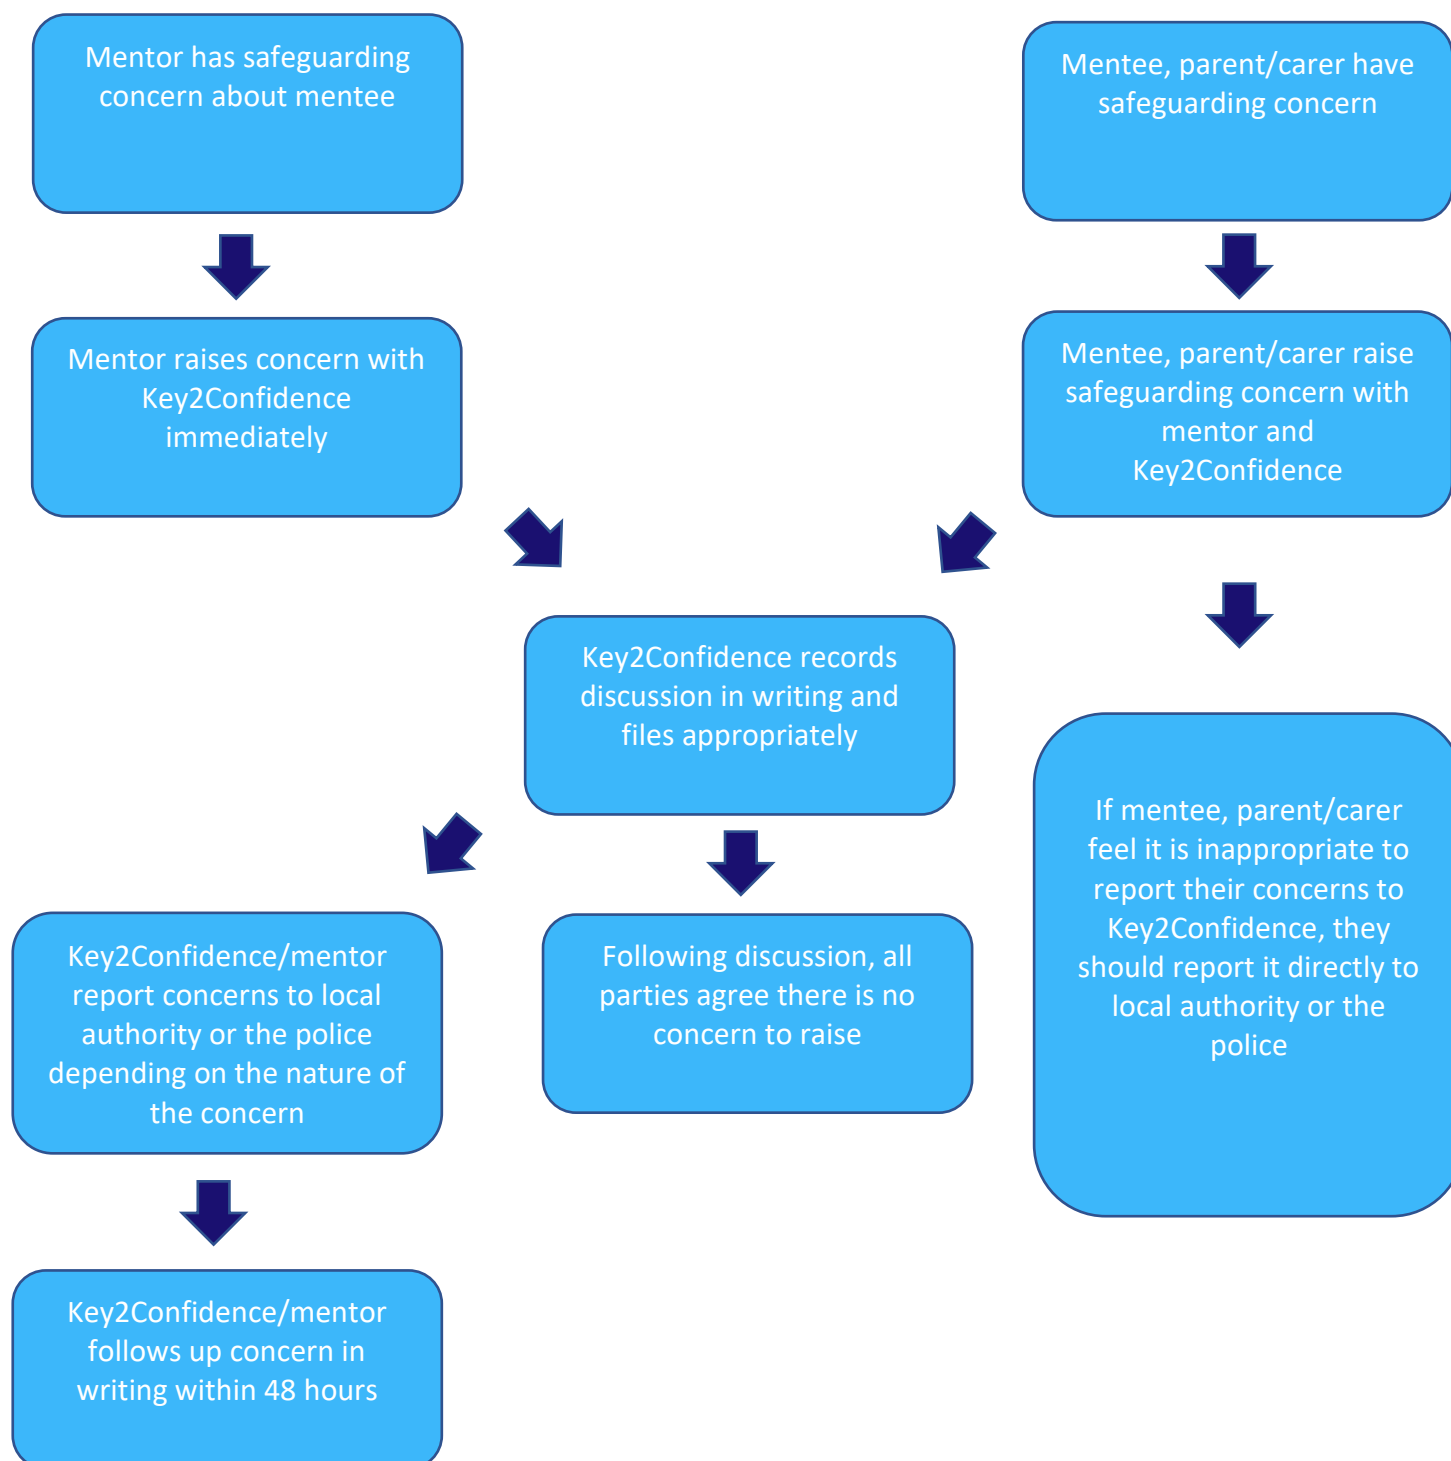 Mentor has safeguarding
concern about mentee
Mentee, parent/carer have
safeguarding concern
Mentor raises concern with
Key2Confidence
immediately
Mentee, parent/carer raise
safeguarding concern with
mentor and
Key2Confidence
Key2Confidence records
discussion in writing and
files appropriately
If mentee, parent/carer
feel it is inappropriate to
report their concerns to
Key2Confidence, they
should report it directly to
local authority or the
police
Key2Confidence/mentor
report concerns to local
authority or the police
depending on the nature of
the concern
Following discussion, all
parties agree there is no
concern to raise
Key2Confidence/mentor
follows up concern in
writing within 48 hours